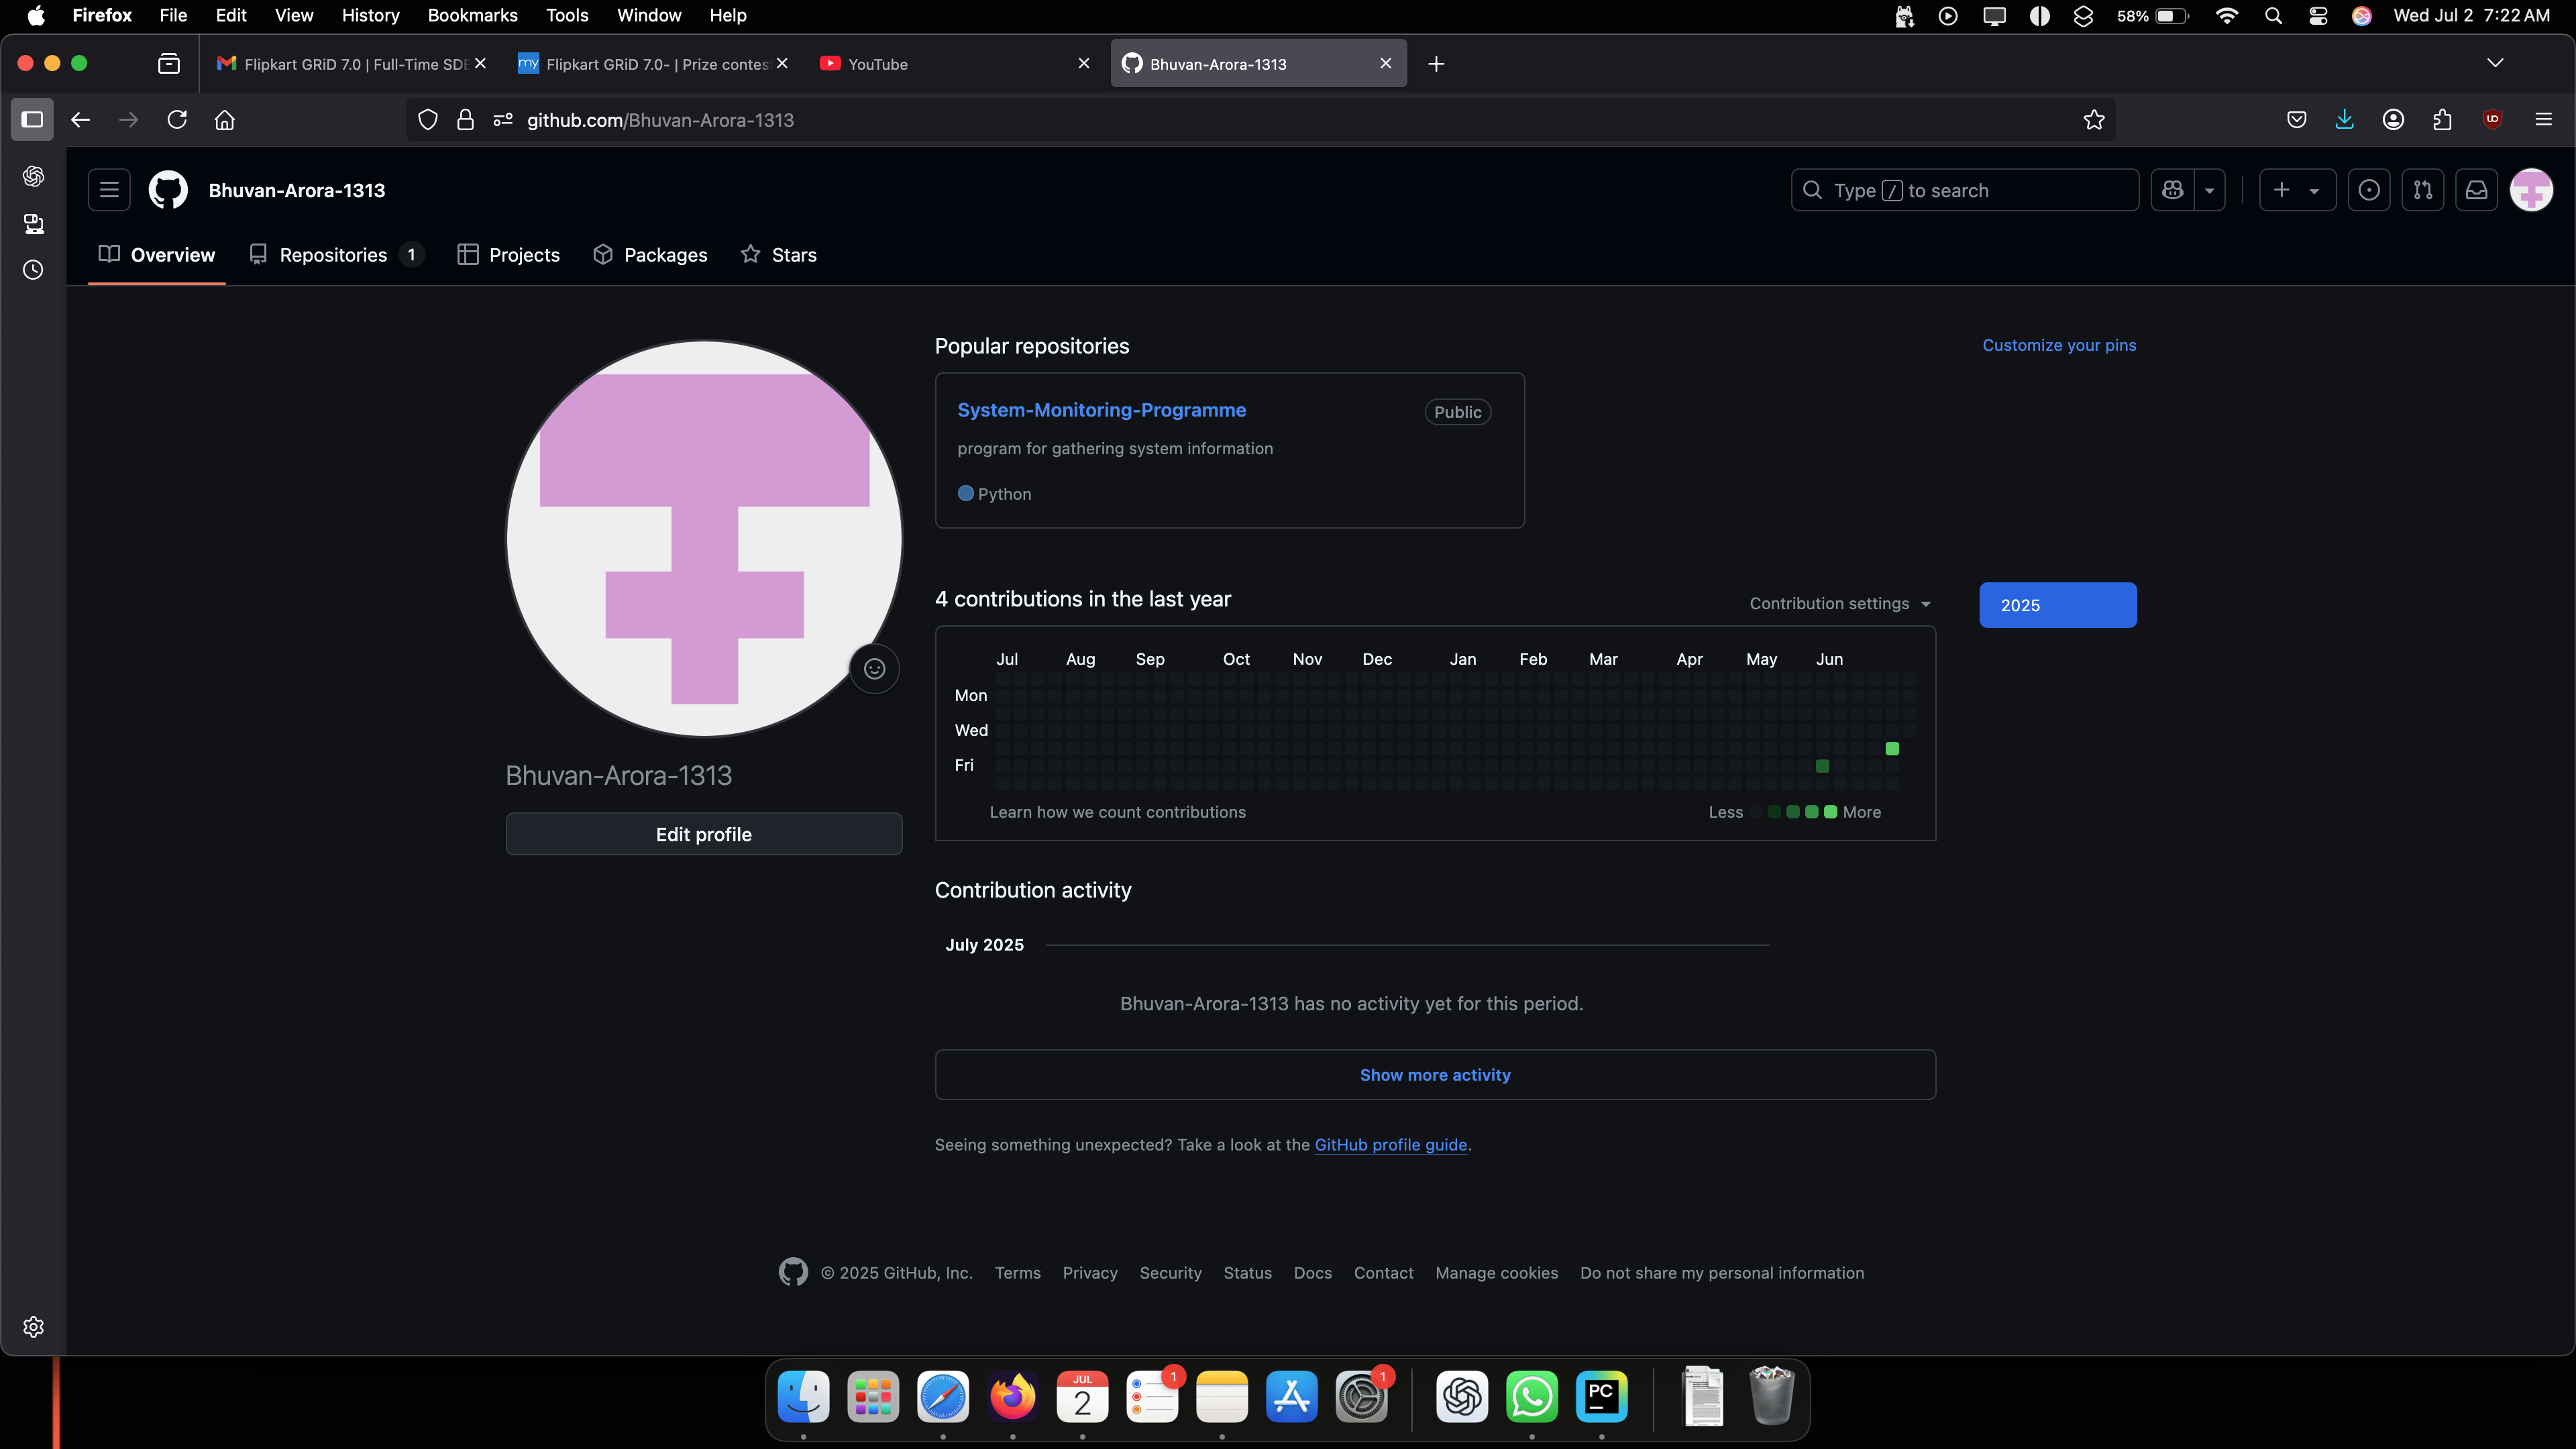 Firefox File Edit View History Bookmarks Tools Window Help 58% Wed Jul 2 7:22 AM
Flipkart GRiD 7.0 | Full-Time SDE
my Flipkart GRiD 7.0- | Prize contes
YouTube
Bhuvan-Arora-1313
github.com/Bhuvan-Arora-1313
Bhuvan-Arora-1313
Type / to search
Overview Repositories 1 Projects Packages Stars
Popular repositories
Customize your pins
System-Monitoring-Programme Public
program for gathering system information
Python
4 contributions in the last year
Contribution settings
2025
Jul Aug Sep Oct Nov Dec Jan Feb Mar Apr May Jun
Mon
Wed
Fri
Learn how we count contributions
Less More
Bhuvan-Arora-1313
Edit profile
Contribution activity
July 2025
Bhuvan-Arora-1313 has no activity yet for this period.
Show more activity
Seeing something unexpected? Take a look at the GitHub profile guide.
© 2025 GitHub, Inc. Terms Privacy Security Status Docs Contact Manage cookies Do not share my personal information
JUL
2
1
1
PC